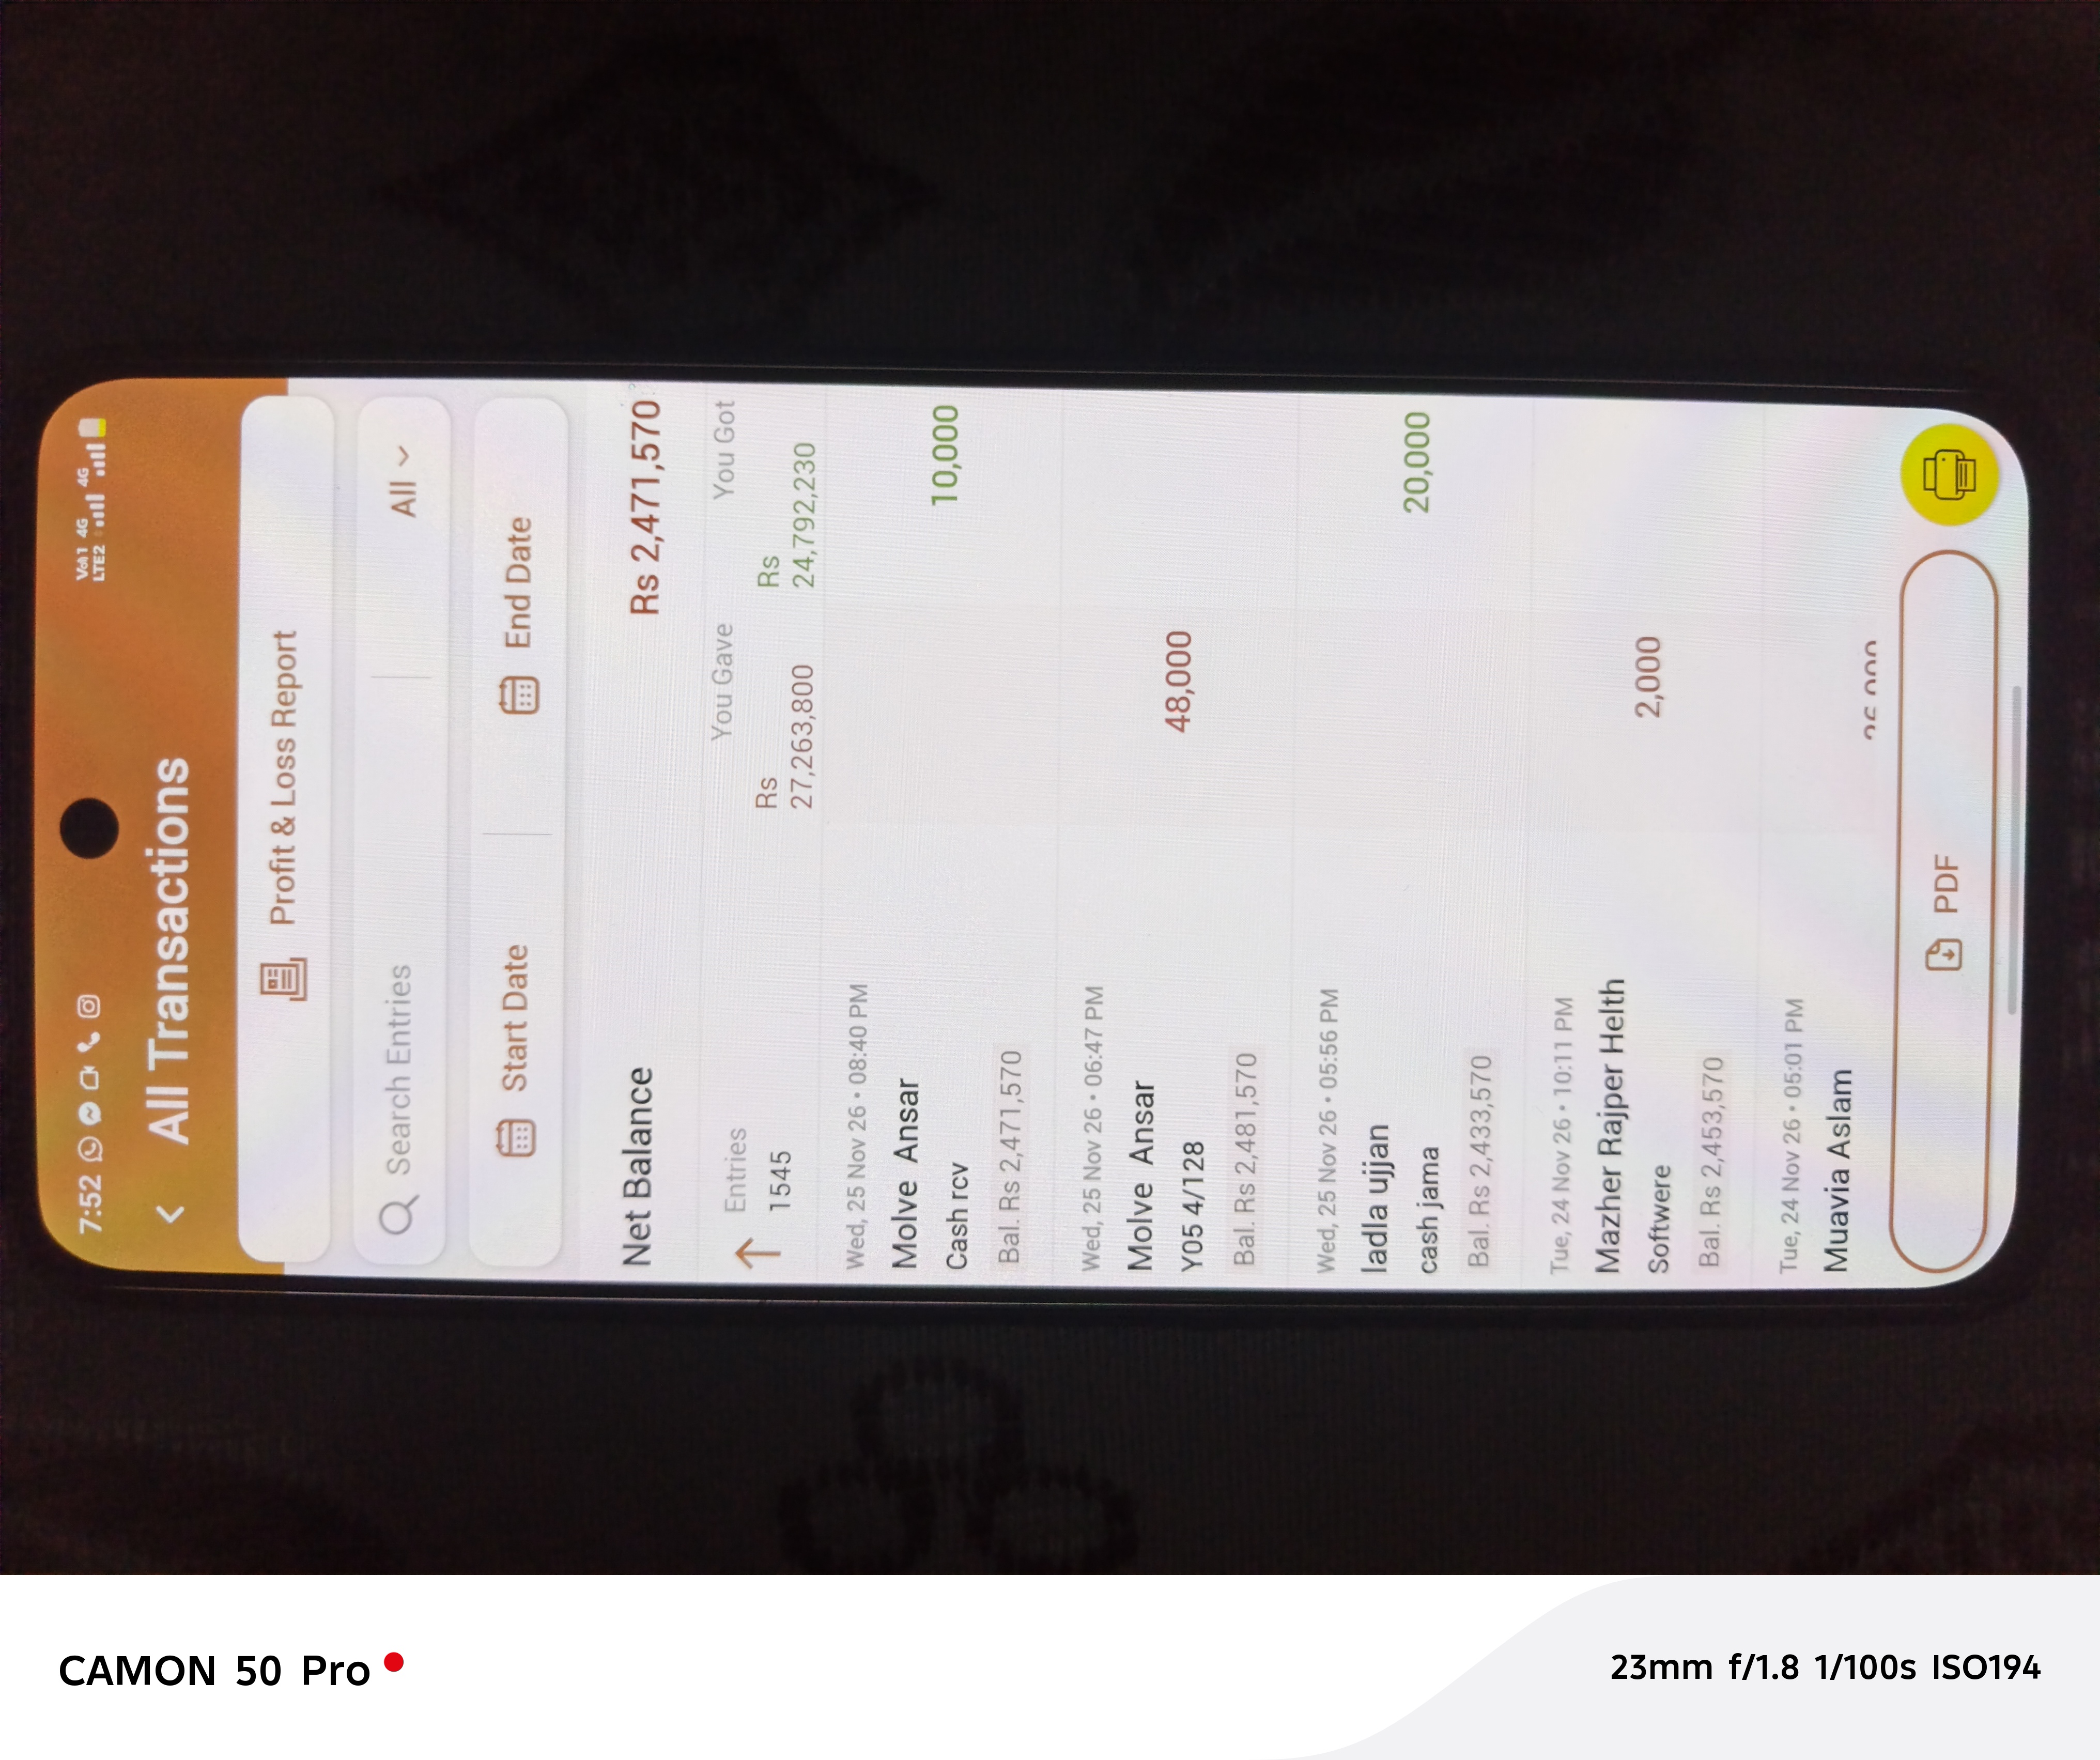 7:52
Vo1 4G 4G
LTE2
All Transactions
Profit & Loss Report
Search Entries
All
Start Date
End Date
Net Balance
Rs 2,471,570
Entries
1545
You Gave
Rs
27,263,800
You Got
Rs
24,792,230
Wed, 25 Nov 26 • 08:40 PM
Molve Ansar
Cash rcv
10,000
Bal. Rs 2,471,570
Wed, 25 Nov 26 • 06:47 PM
Molve Ansar
Y05 4/128
48,000
Bal. Rs 2,481,570
Wed, 25 Nov 26 • 05:56 PM
ladla ujjan
cash jama
20,000
Bal. Rs 2,433,570
Tue, 24 Nov 26 • 10:11 PM
Mazher Rajper Helth
Softwere
2,000
Bal. Rs 2,453,570
Tue, 24 Nov 26 • 05:01 PM
Muavia Aslam
PDF
CAMON 50 Pro
23mm f/1.8 1/100s ISO194